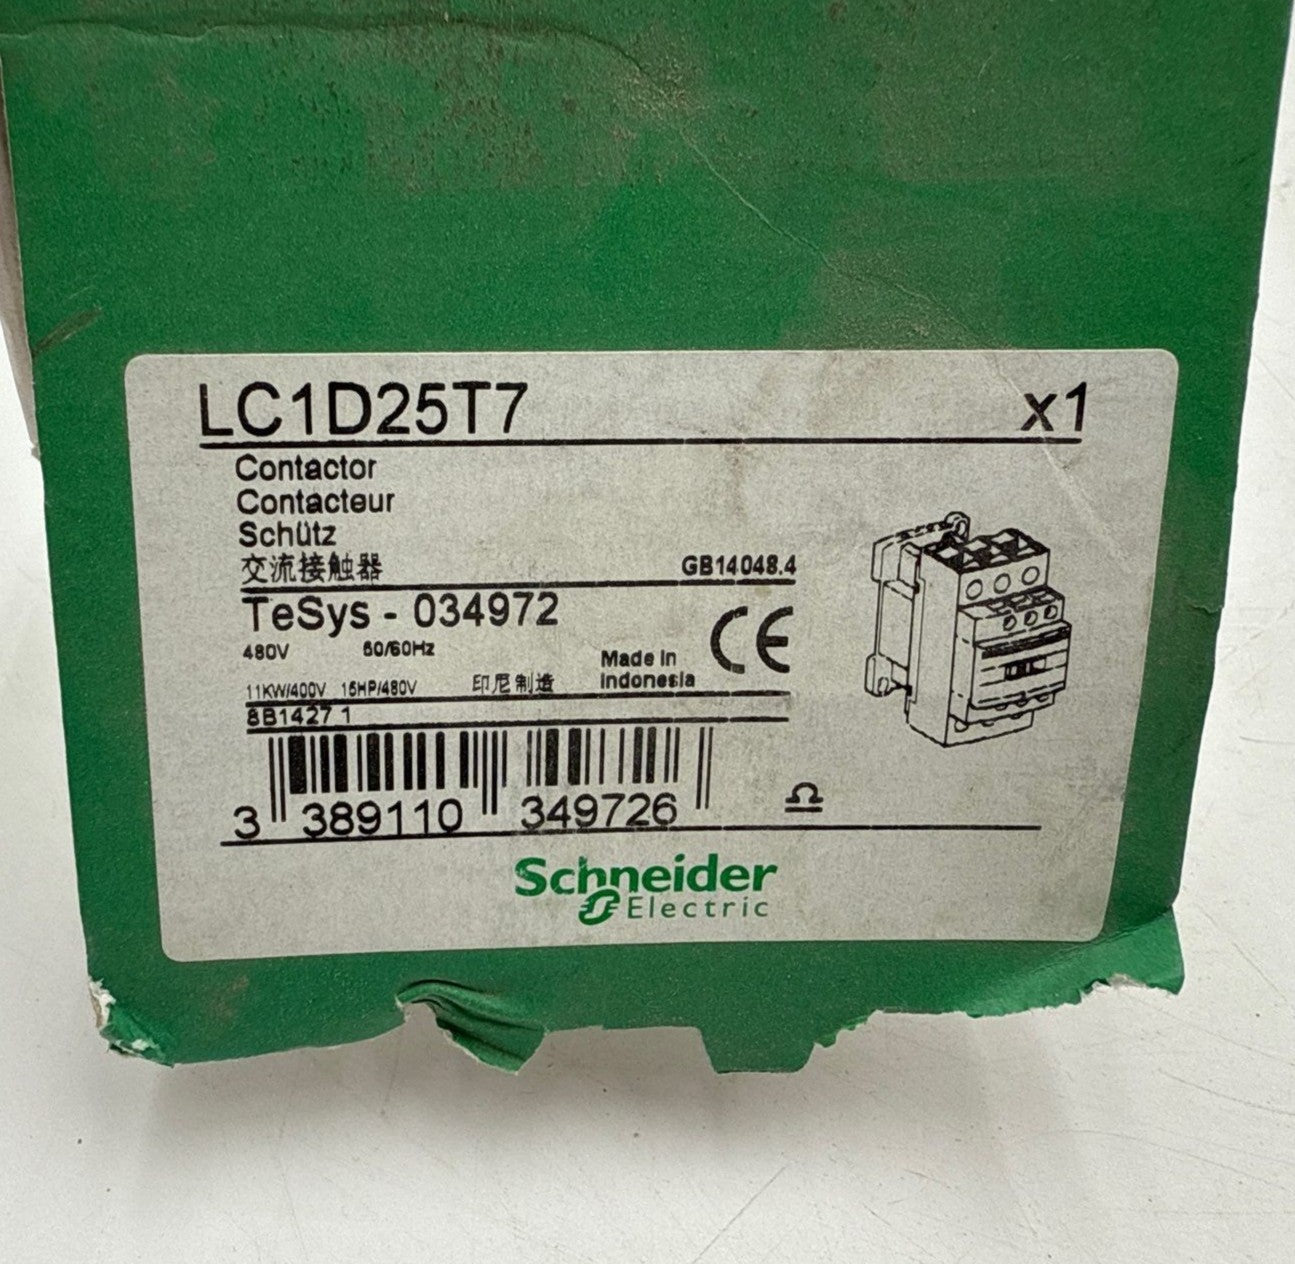 LC1D25T7 x1
Contactor
Contacteur
Schütz
交流接触器 GB14048.4
TeSys - 034972
CE
480V 50/60Hz
Made in
11KW/400V 15HP/480V 印尼制造 Indonesia
8B1427 1
3 389110 349726
Schneider
Electric